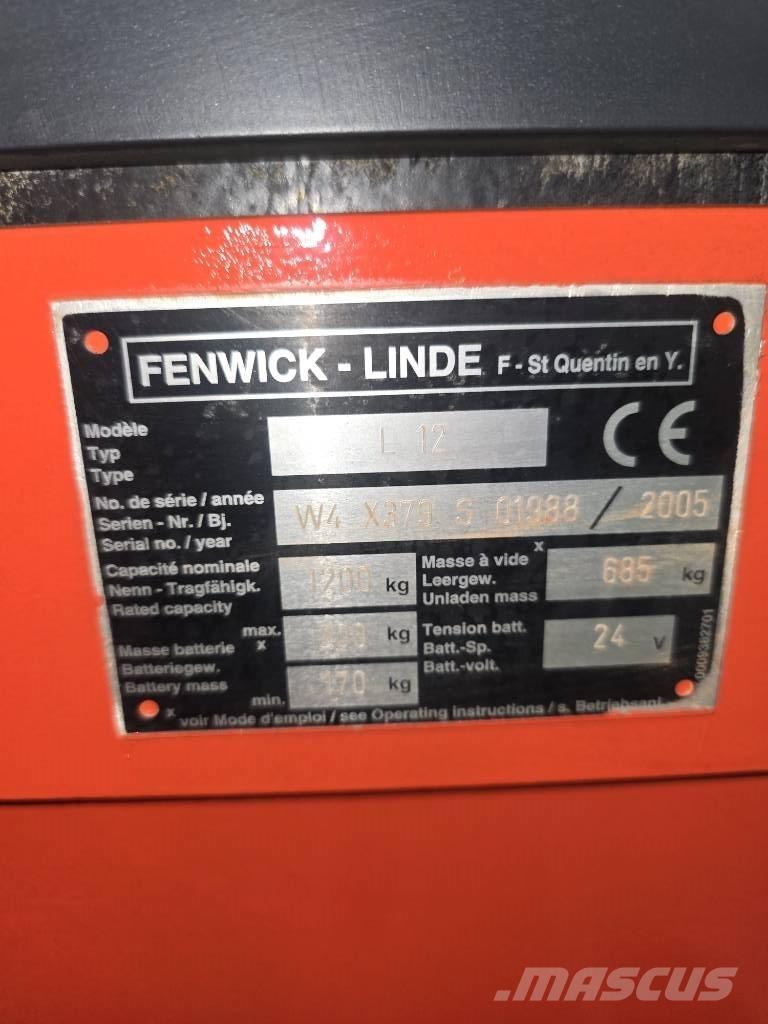 FENWICK - LINDE F - St Quentin en Y.
Modèle
Typ
Type
L 12
CE
No. de série / année
Serien - Nr. / Bj.
Serial no. / year
W4 X379 S 01988 / 2005
Capacité nominale
Nenn - Tragfähigk.
Rated capacity
1200 kg
Masse à vide x
Leergew.
Unladen mass
685 kg
Masse batterie x
Batteriegew.
Battery mass
max.
kg
min.
170 kg
Tension batt.
Batt.-Sp.
Batt.-volt.
24 V
0009382701
x voir Mode d'emploi / see Operating instructions / s. Betriebsanl.
MASCUS